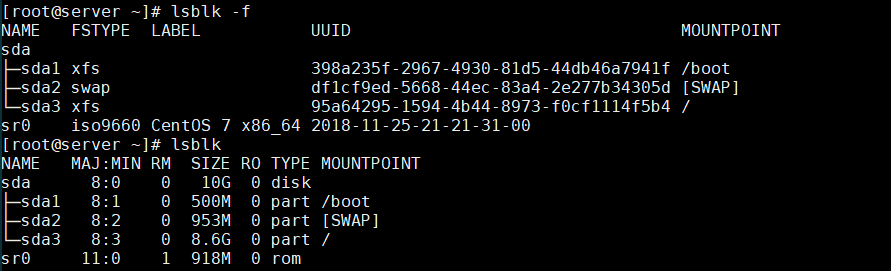 [root@server ~]# lsblk -f
NAME   FSTYPE  LABEL           UUID                                 MOUNTPOINT
sda
├─sda1 xfs                     398a235f-2967-4930-81d5-44db46a7941f /boot
├─sda2 swap                    df1cf9ed-5668-44ec-83a4-2e277b34305d [SWAP]
└─sda3 xfs                     95a64295-1594-4b44-8973-f0cf1114f5b4 /
sr0    iso9660 CentOS 7 x86_64 2018-11-25-21-21-31-00
[root@server ~]# lsblk
NAME   MAJ:MIN RM  SIZE RO TYPE MOUNTPOINT
sda      8:0    0   10G  0 disk
├─sda1   8:1    0  500M  0 part /boot
├─sda2   8:2    0  953M  0 part [SWAP]
└─sda3   8:3    0  8.6G  0 part /
sr0     11:0    1  918M  0 rom